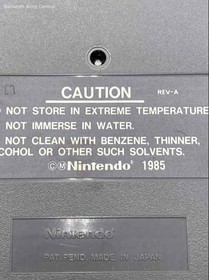 CAUTION REV-A
NOT STORE IN EXTREME TEMPERATURE
NOT IMMERSE IN WATER.
NOT CLEAN WITH BENZENE, THINNER,
COHOL OR OTHER SUCH SOLVENTS.
©Ⓜ Nintendo® 1985
Nintendo
PAT. PEND. MADE IN JAPAN